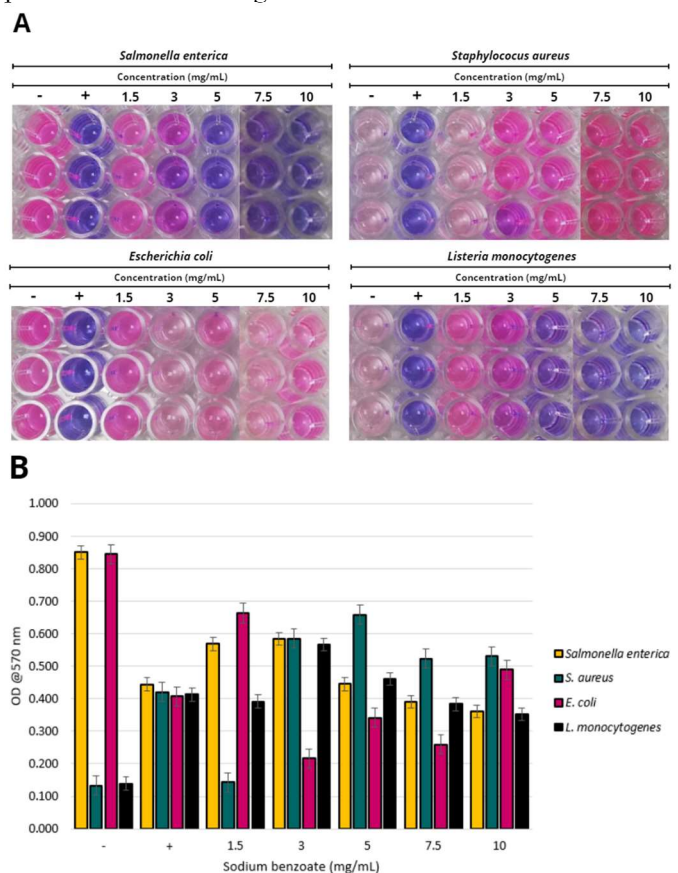 A
Salmonella enterica
Concentration (mg/mL)
- + 1.5 3 5 7.5 10
Staphylococus aureus
Concentration (mg/mL)
- + 1.5 3 5 7.5 10
Escherichia coli
Concentration (mg/mL)
- + 1.5 3 5 7.5 10
Listeria monocytogenes
Concentration (mg/mL)
- + 1.5 3 5 7.5 10
B
1.000
0.900
0.800
0.700
0.600
0.500
0.400
0.300
0.200
0.100
0.000
OD @570 nm
- + 1.5 3 5 7.5 10
Sodium benzoate (mg/mL)
Salmonella enterica
S. aureus
E. coli
L. monocytogenes